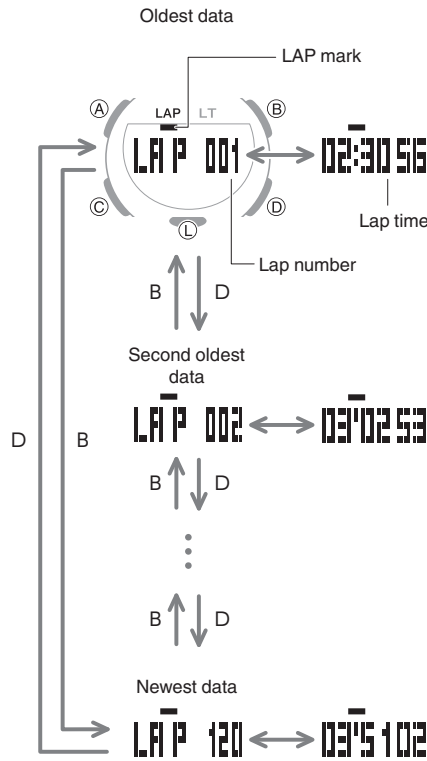 Oldest data
LAP mark
Ⓐ LAP LT Ⓑ
LAP 001 02:30 56
Ⓒ Ⓛ Ⓓ
Lap time
Lap number
B D
Second oldest
data
LAP 002 03'02 53
D B
B D
B D
Newest data
LAP 120 03'51 02